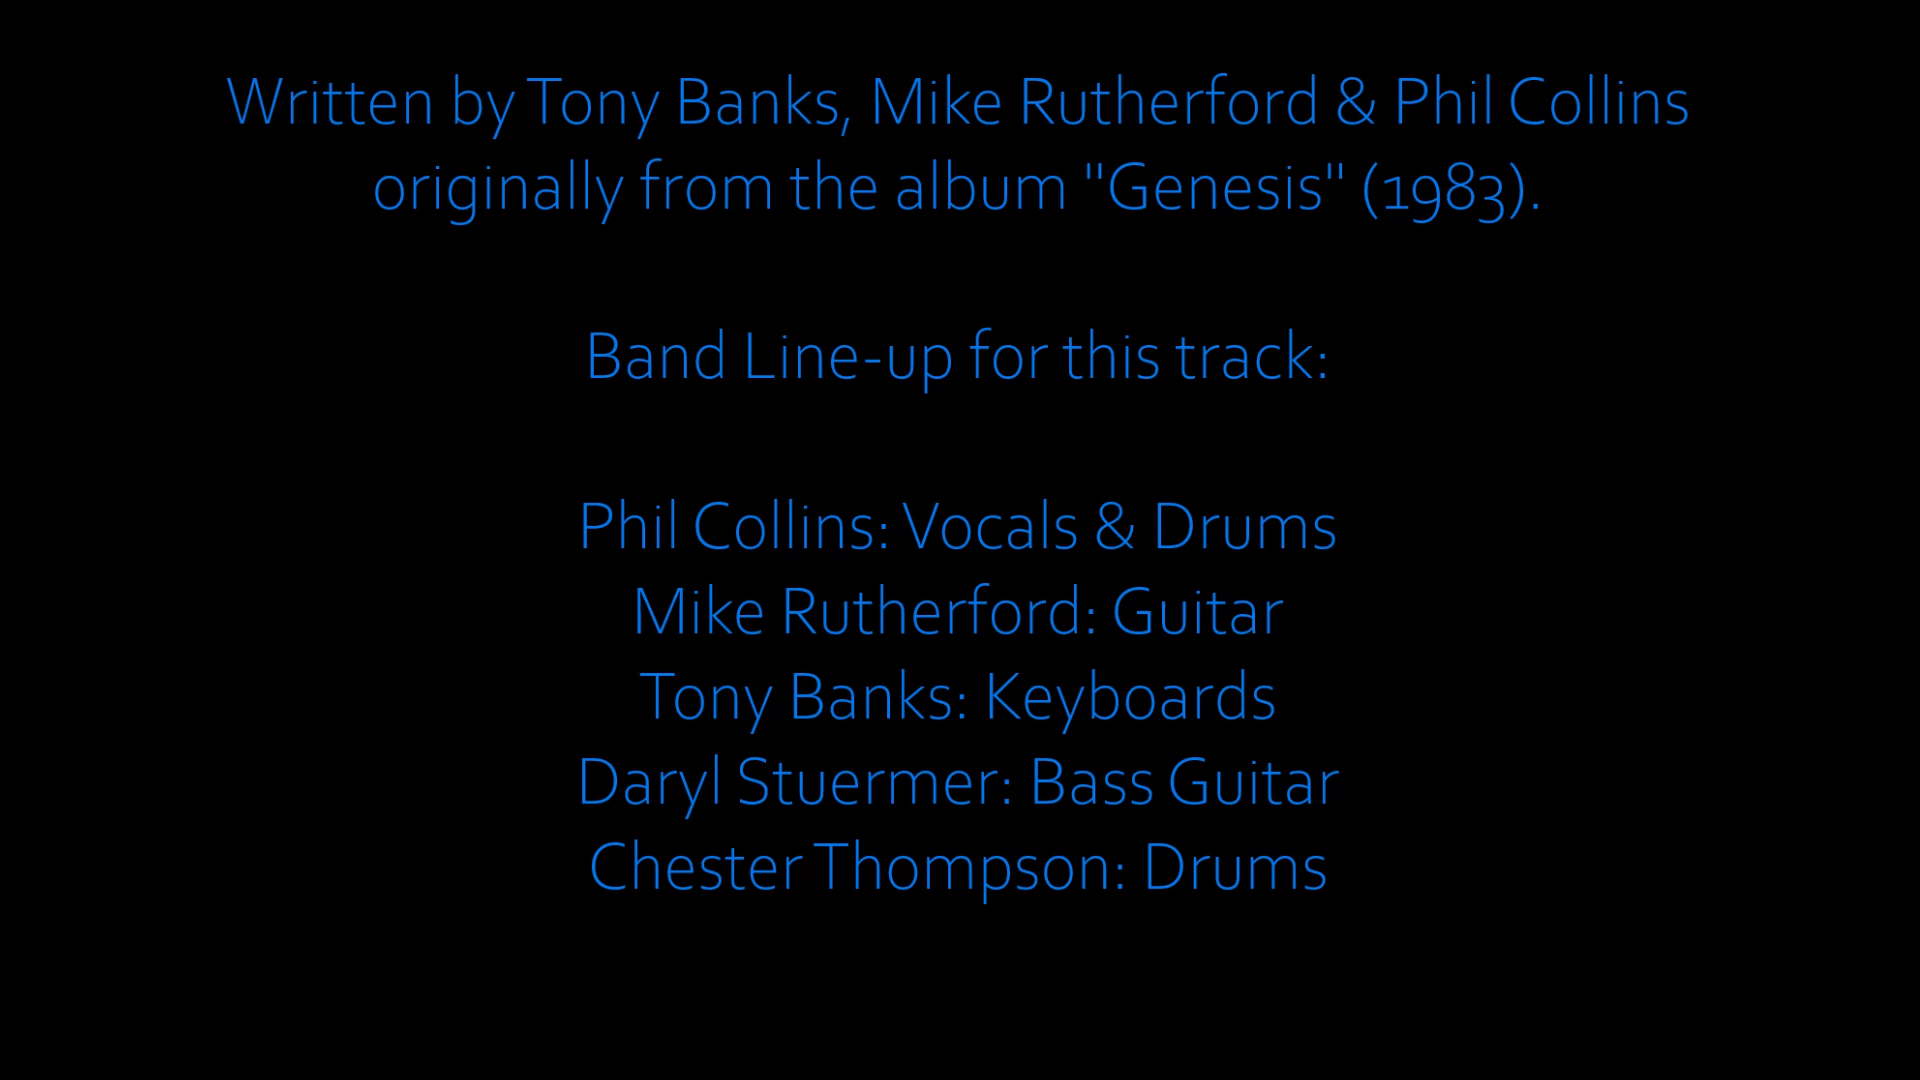 Written by Tony Banks, Mike Rutherford & Phil Collins
originally from the album "Genesis" (1983).
Band Line-up for this track:
Phil Collins: Vocals & Drums
Mike Rutherford: Guitar
Tony Banks: Keyboards
Daryl Stuermer: Bass Guitar
Chester Thompson: Drums